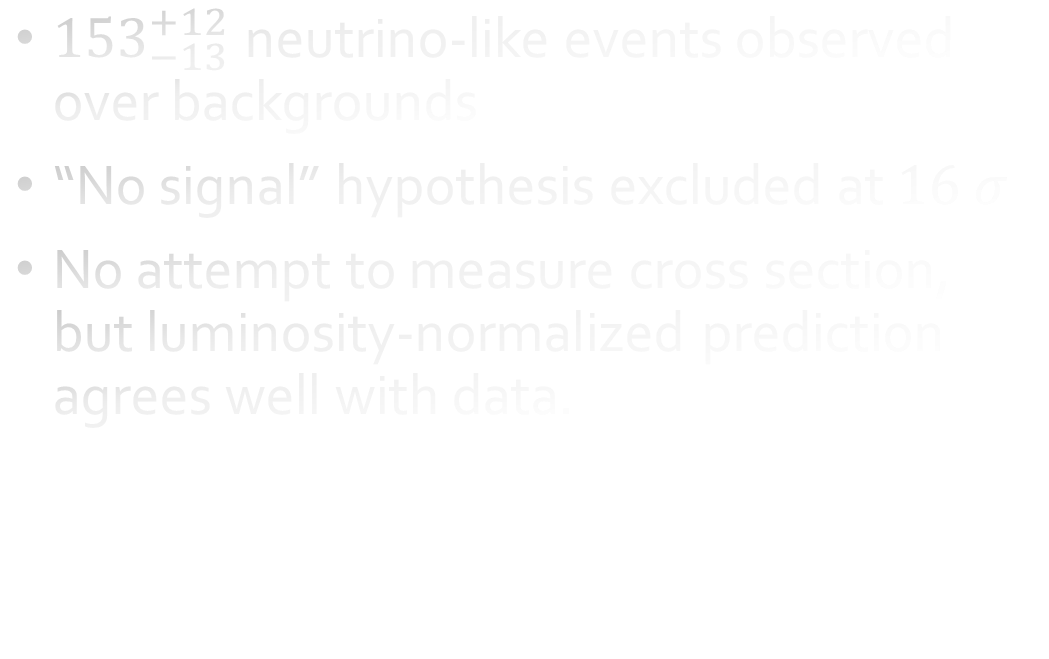 • 153+12−13 neutrino-like events observed
over backgrounds
• “No signal” hypothesis excluded at 16 σ
• No attempt to measure cross section,
but luminosity-normalized prediction
agrees well with data.